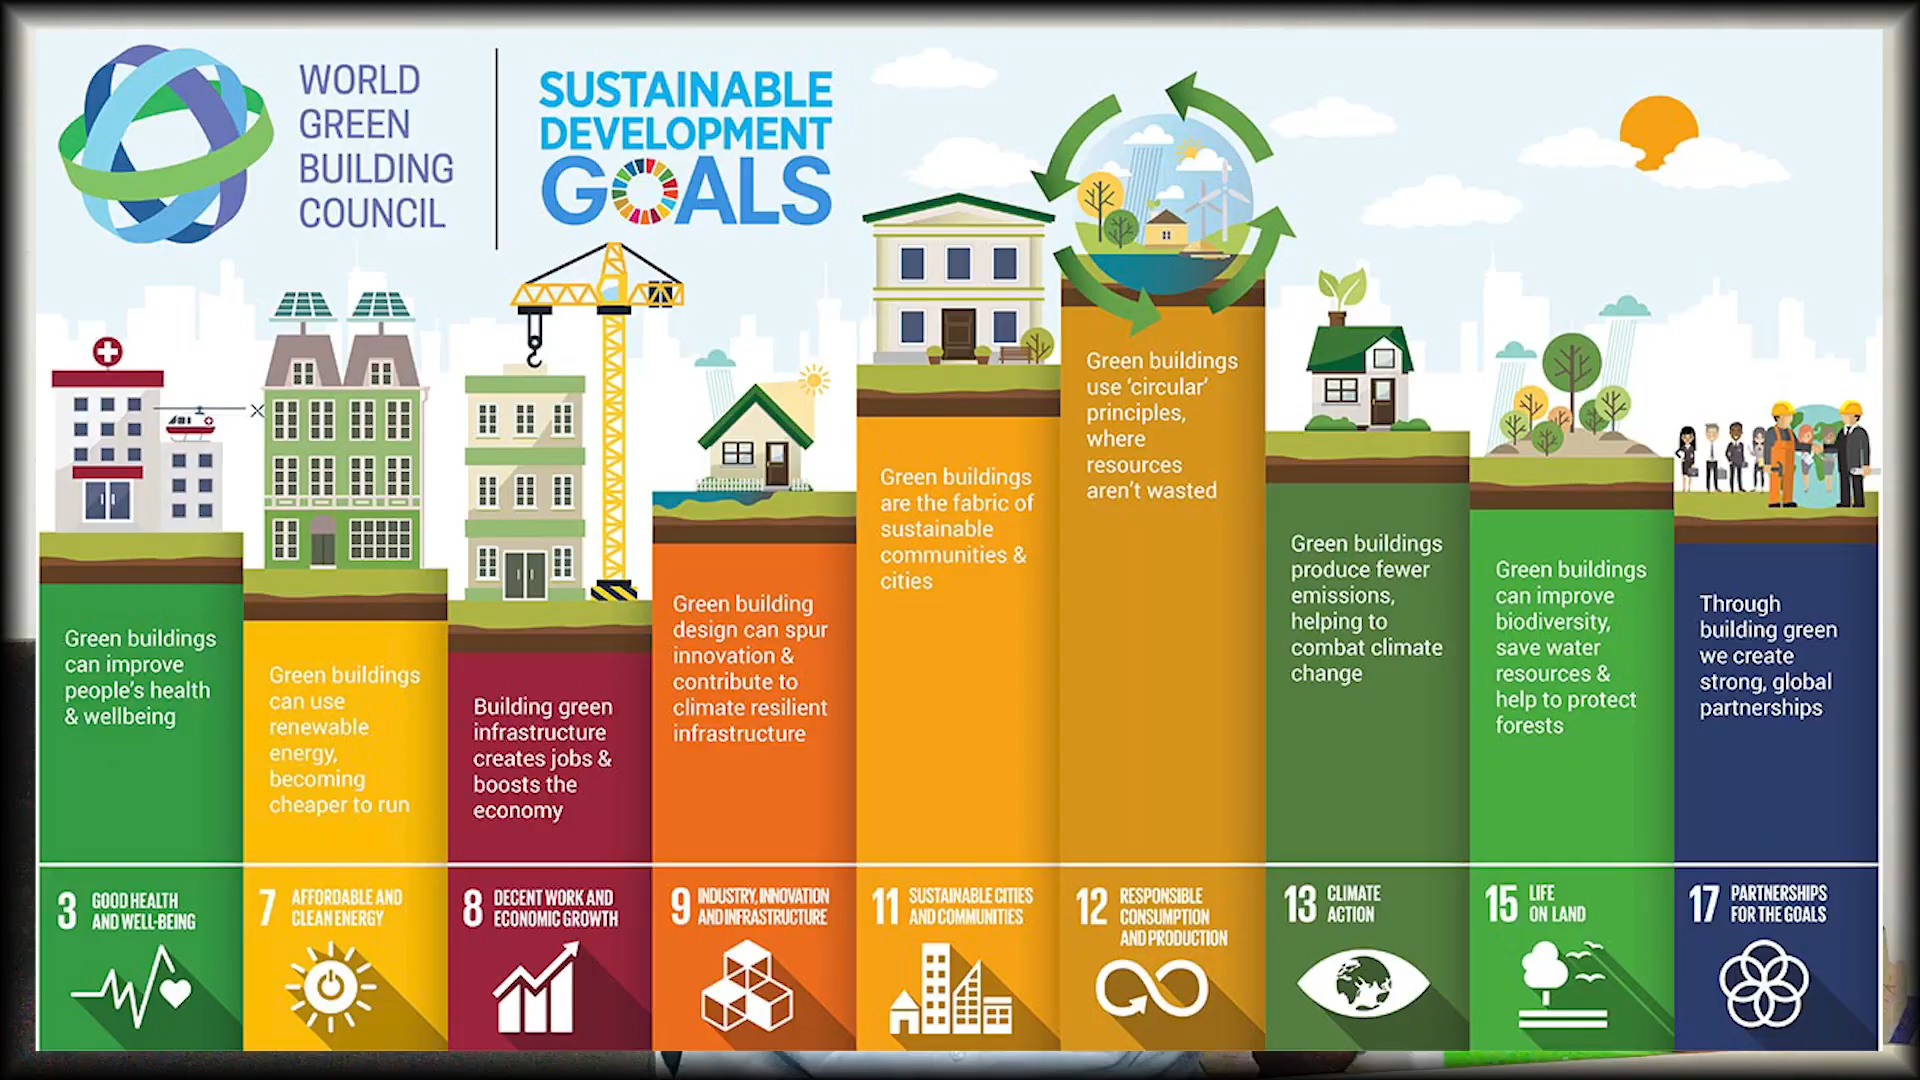 WORLD
GREEN
BUILDING
COUNCIL
SUSTAINABLE
DEVELOPMENT
GOALS
Green buildings
can improve
people's health
& wellbeing
Green buildings
can use
renewable
energy,
becoming
cheaper to run
Building green
infrastructure
creates jobs &
boosts the
economy
Green building
design can spur
innovation &
contribute to
climate resilient
infrastructure
Green buildings
are the fabric of
sustainable
communities &
cities
Green buildings
use ‘circular’
principles,
where
resources
aren’t wasted
Green buildings
produce fewer
emissions,
helping to
combat climate
change
Green buildings
can improve
biodiversity,
save water
resources &
help to protect
forests
Through
building green
we create
strong, global
partnerships
3 GOOD HEALTH
AND WELL-BEING
7 AFFORDABLE AND
CLEAN ENERGY
8 DECENT WORK AND
ECONOMIC GROWTH
9 INDUSTRY, INNOVATION
AND INFRASTRUCTURE
11 SUSTAINABLE CITIES
AND COMMUNITIES
12 RESPONSIBLE
CONSUMPTION
AND PRODUCTION
13 CLIMATE
ACTION
15 LIFE
ON LAND
17 PARTNERSHIPS
FOR THE GOALS